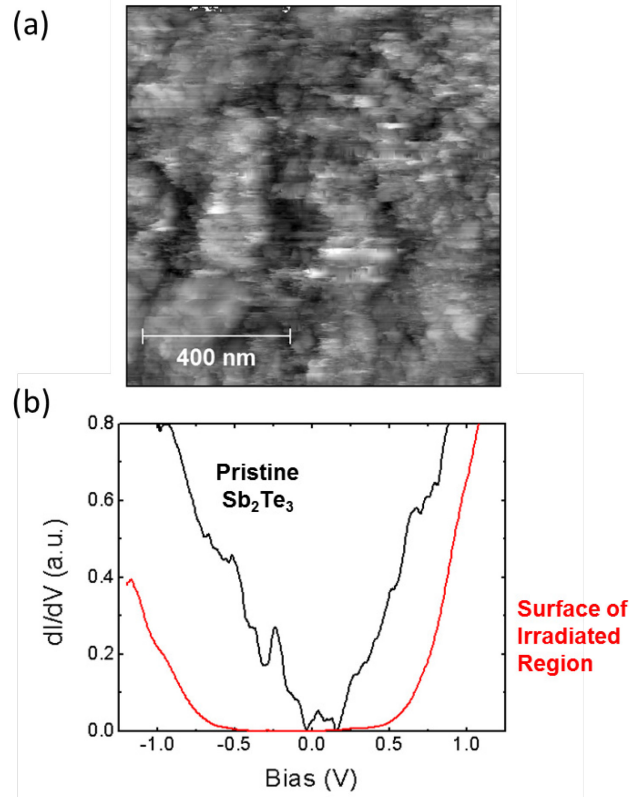 (a)
400 nm
(b)
0.8
0.6
0.4
0.2
0.0
dI/dV (a.u.)
Pristine
Sb₂Te₃
Surface of
Irradiated
Region
-1.0 -0.5 0.0 0.5 1.0
Bias (V)